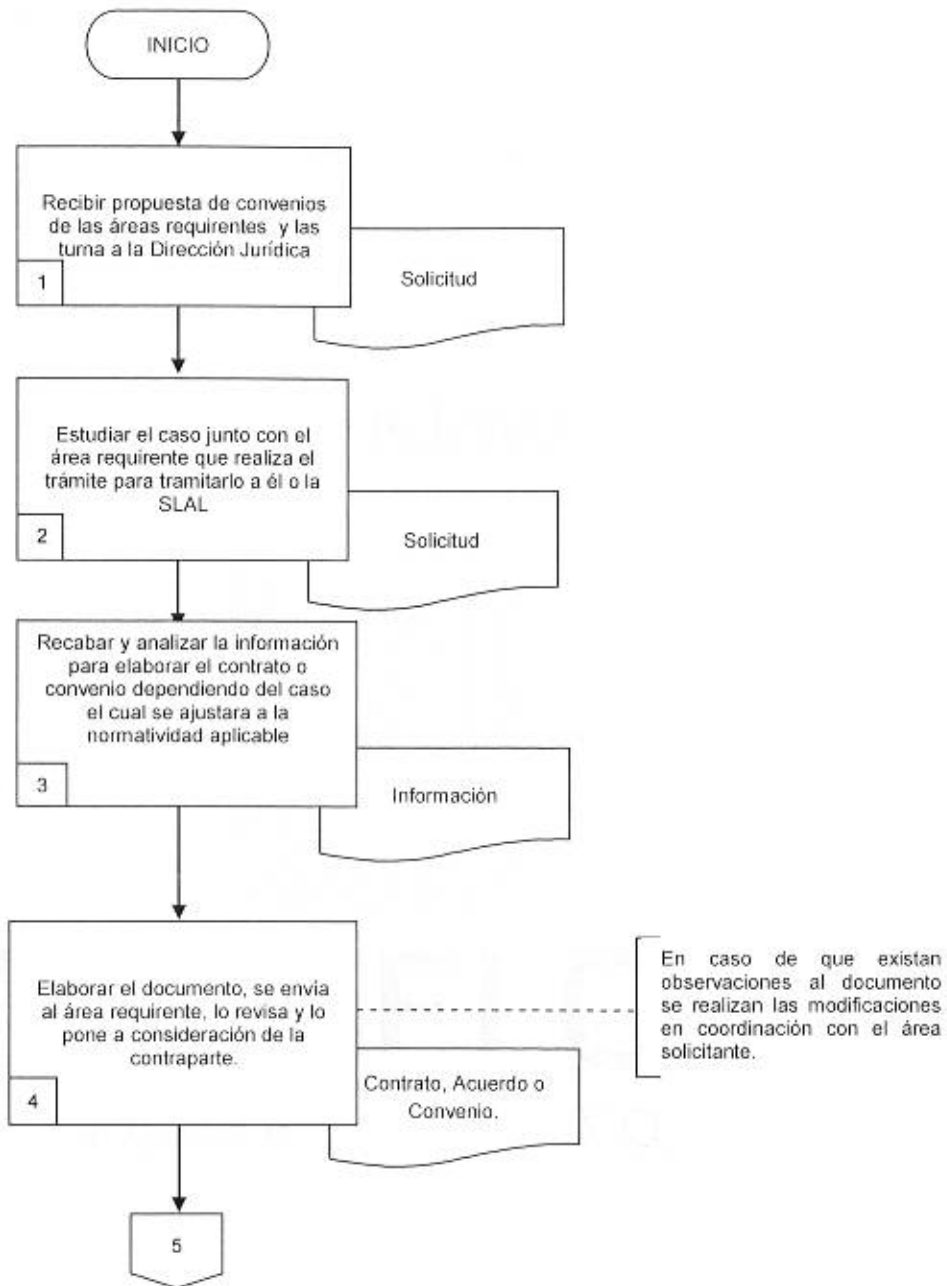 INICIO
Recibir propuesta de convenios
de las áreas requirentes y las
turna a la Dirección Jurídica
1
Solicitud
Estudiar el caso junto con el
área requirente que realiza el
trámite para tramitarlo a él o la
SLAL
2
Solicitud
Recabar y analizar la información
para elaborar el contrato o
convenio dependiendo del caso
el cual se ajustara a la
normatividad aplicable
3
Información
Elaborar el documento, se envia
al área requirente, lo revisa y lo
pone a consideración de la
contraparte.
4
Contrato, Acuerdo o
Convenio.
En caso de que existan
observaciones al documento
se realizan las modificaciones
en coordinación con el área
solicitante.
5